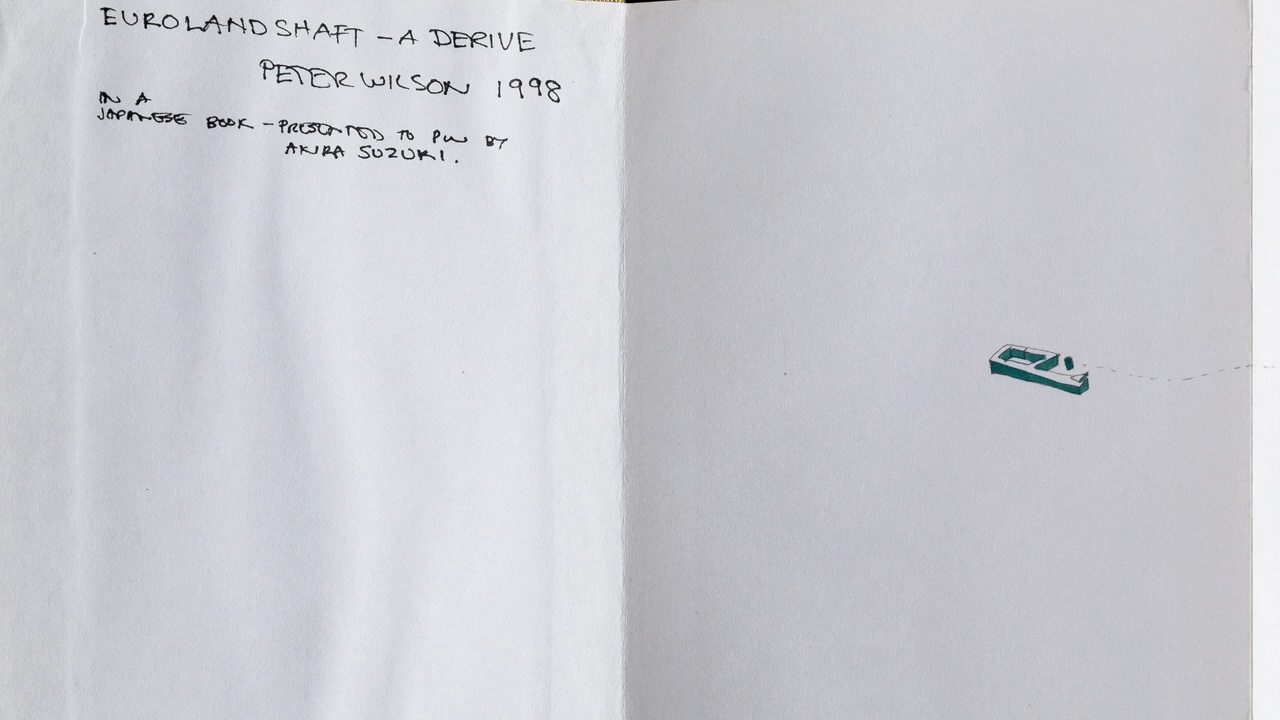 EUROLANDSHAFT – A DERIVE
PETER WILSON 1998
IN A
JAPANESE BOOK – PRESENTED TO PW BY
AKIRA SUZUKI.